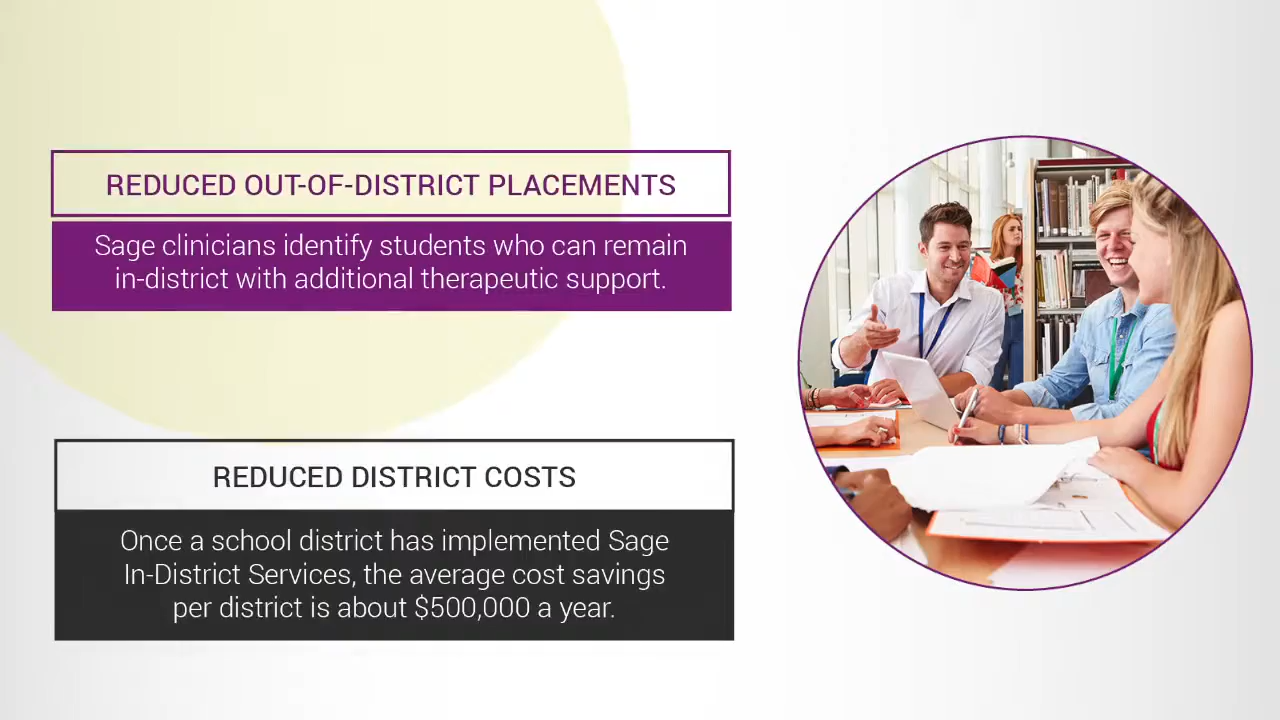 REDUCED OUT-OF-DISTRICT PLACEMENTS
Sage clinicians identify students who can remain
in-district with additional therapeutic support.
REDUCED DISTRICT COSTS
Once a school district has implemented Sage
In-District Services, the average cost savings
per district is about $500,000 a year.